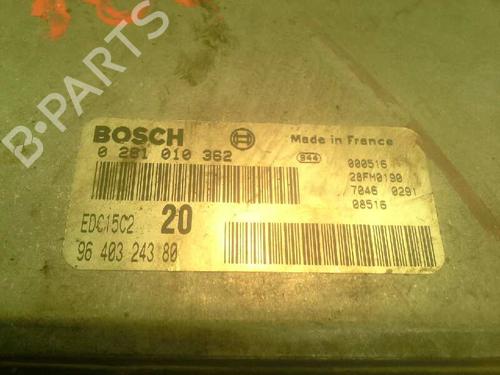 B-PARTS
BOSCH
Made in France
0 281 010 362
944
000516
28FM0190
7046 0291
08516
EDC15C2 20
96 403 243 80